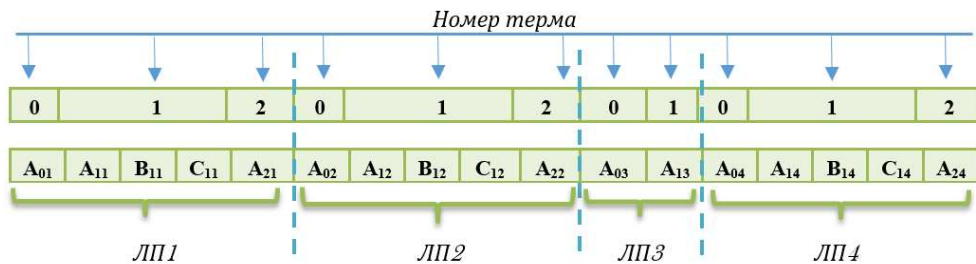 Номер терма
0 1 2 0 1 2 0 1 0 1 2
A₀₁ A₁₁ B₁₁ C₁₁ A₂₁ A₀₂ A₁₂ B₁₂ C₁₂ A₂₂ A₀₃ A₁₃ A₀₄ A₁₄ B₁₄ C₁₄ A₂₄
ЛП1 ЛП2 ЛП3 ЛП4